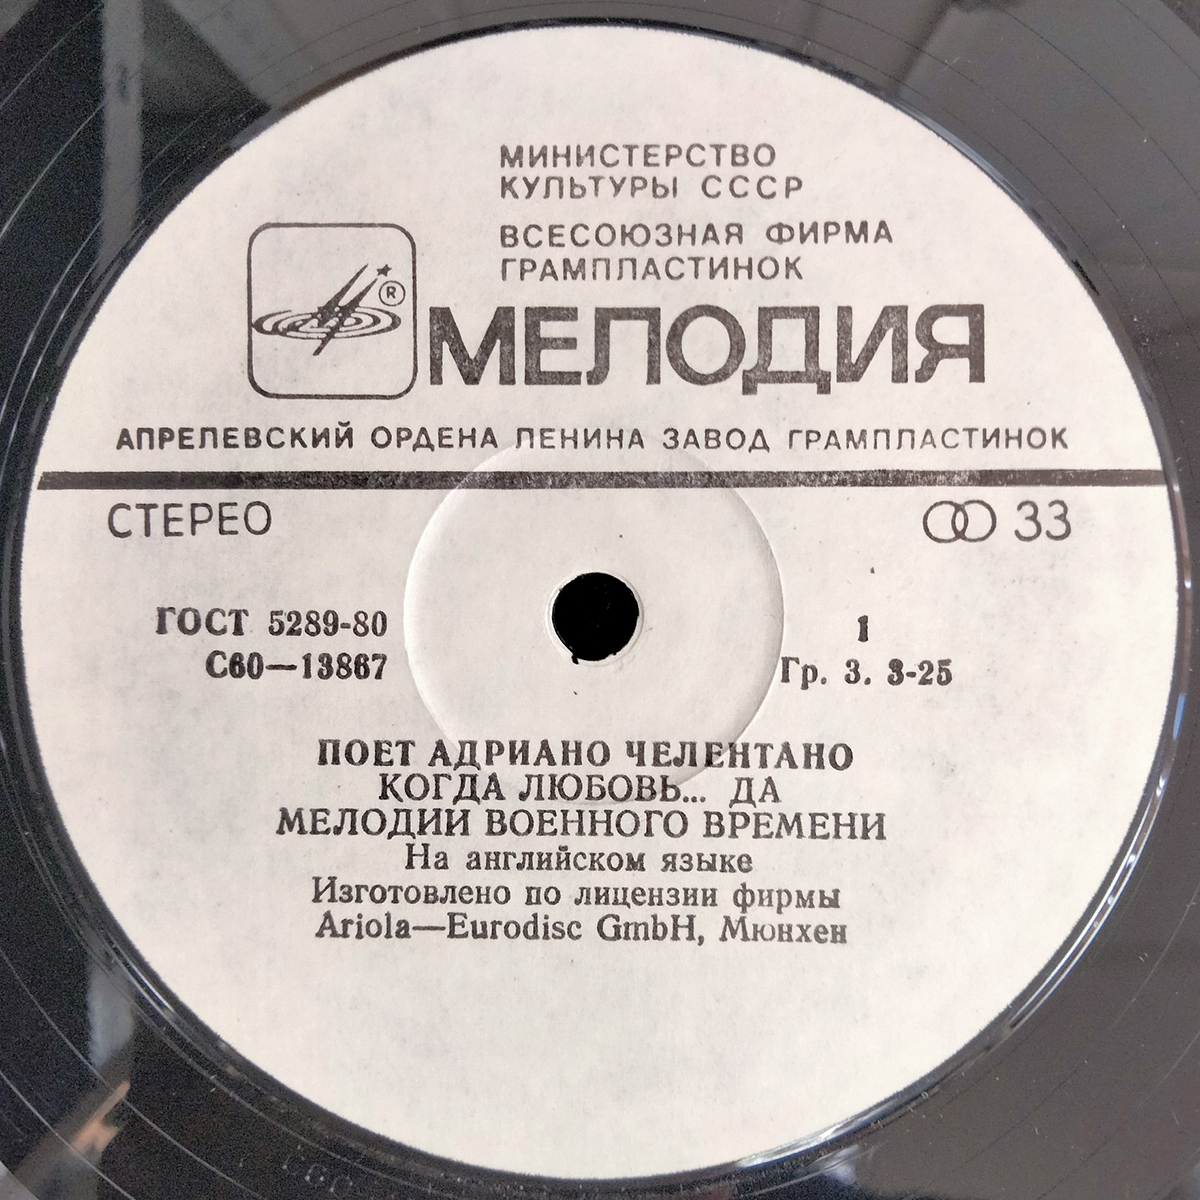 МИНИСТЕРСТВО
КУЛЬТУРЫ СССР
ВСЕСОЮЗНАЯ ФИРМА
ГРАМПЛАСТИНОК
®
МЕЛОДИЯ
АПРЕЛЕВСКИЙ ОРДЕНА ЛЕНИНА ЗАВОД ГРАМПЛАСТИНОК
СТЕРЕО
33
ГОСТ 5289-80
С60—13867
1
Гр. 3. 3-25
ПОЕТ АДРИАНО ЧЕЛЕНТАНО
КОГДА ЛЮБОВЬ... ДА
МЕЛОДИИ ВОЕННОГО ВРЕМЕНИ
На английском языке
Изготовлено по лицензии фирмы
Ariola—Eurodisc GmbH, Мюнхен